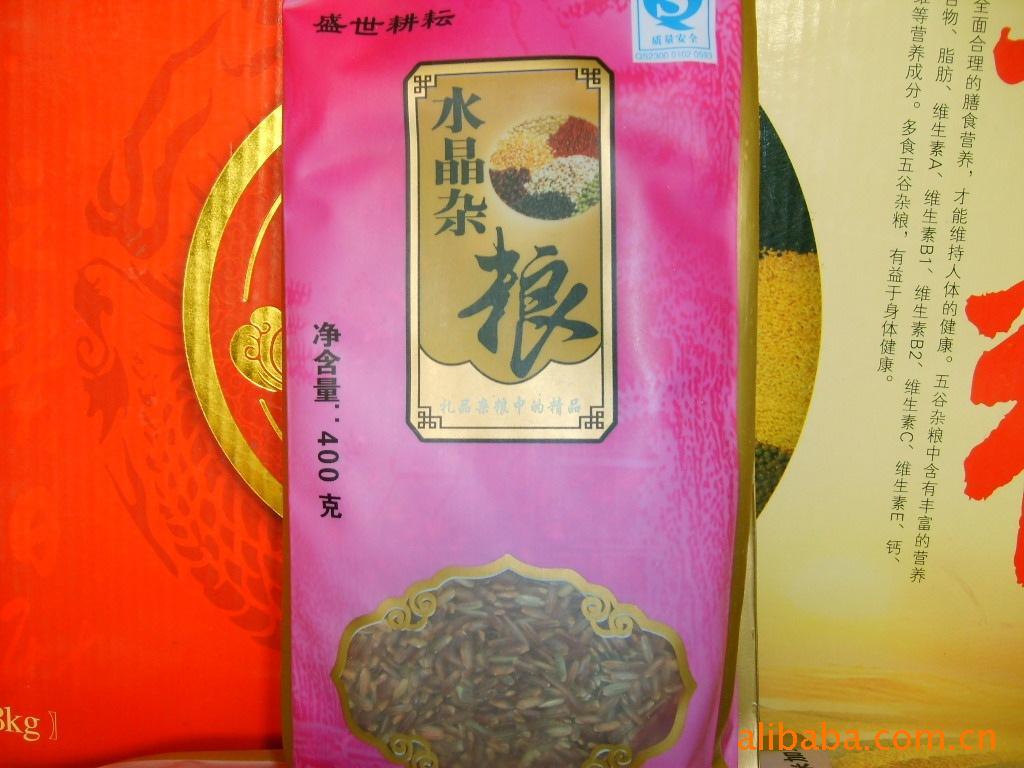 盛世耕耘
质量安全
QS2300 0102 0593
水晶杂
粮
礼品杂粮中的精品
净含量：400克
全面合理的膳食营养，才能维持人体的健康。五谷杂粮中含有丰富的营养
物、脂肪、维生素A、维生素B1、维生素B2、维生素C、维生素E、钙、
等营养成分。多食五谷杂粮，有益于身体健康。
kg〗
alibaba.com.cn